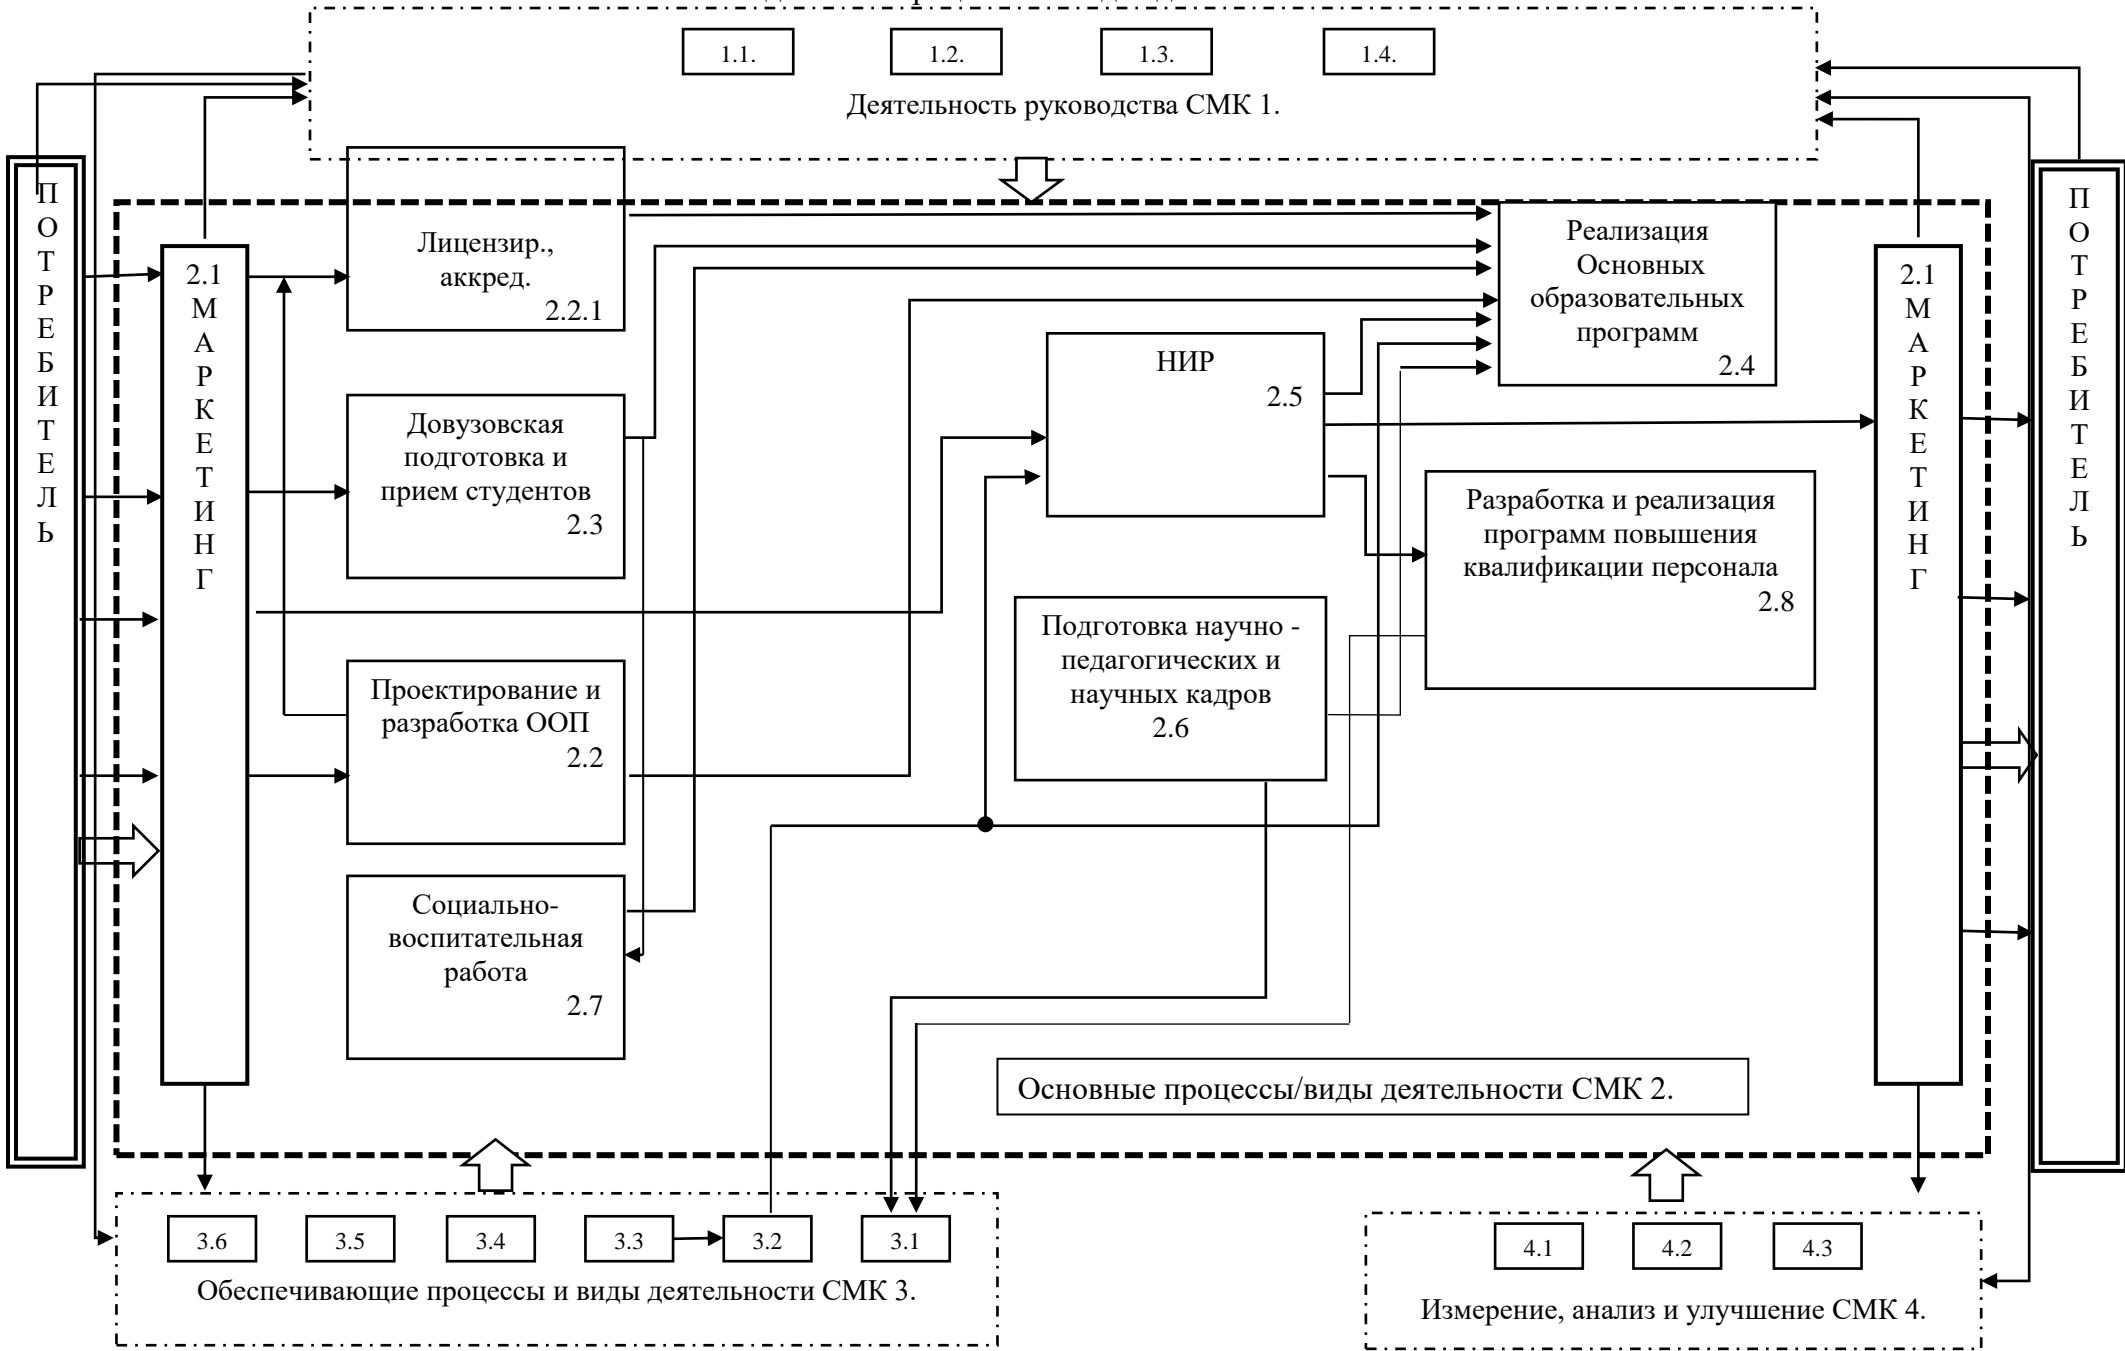 1.1.
1.2.
1.3.
1.4.
Деятельность руководства СМК 1.
П
О
Т
Р
Е
Б
И
Т
Е
Л
Ь
2.1
М
А
Р
К
Е
Т
И
Н
Г
Лицензир.,
аккред.
2.2.1
Довузовская
подготовка и
прием студентов
2.3
Проектирование и
разработка ООП
2.2
Социально-
воспитательная
работа
2.7
НИР
2.5
Подготовка научно -
педагогических и
научных кадров
2.6
Реализация
Основных
образовательных
программ
2.4
Разработка и реализация
программ повышения
квалификации персонала
2.8
2.1
М
А
Р
К
Е
Т
И
Н
Г
П
О
Т
Р
Е
Б
И
Т
Е
Л
Ь
Основные процессы/виды деятельности СМК 2.
3.6
3.5
3.4
3.3
3.2
3.1
Обеспечивающие процессы и виды деятельности СМК 3.
4.1
4.2
4.3
Измерение, анализ и улучшение СМК 4.